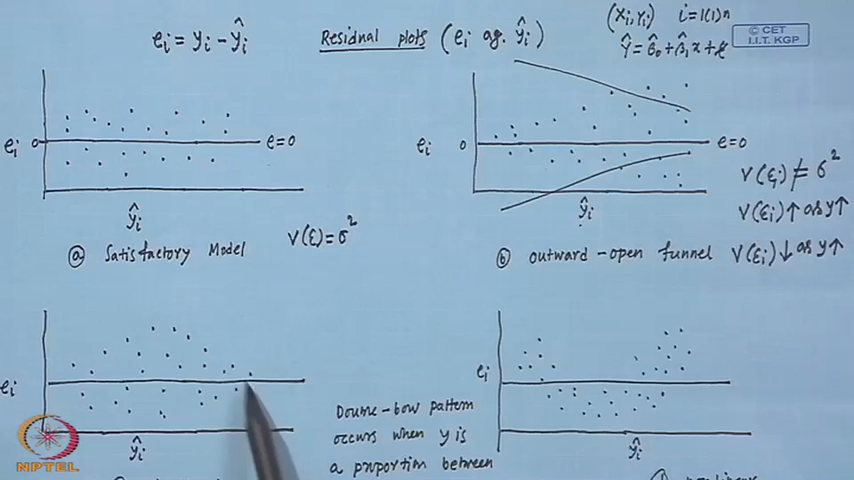 eᵢ = yᵢ − ŷᵢ
Residual plots (eᵢ ag. ŷᵢ)
(xᵢ, yᵢ) i = 1(1)n
Ŷ = β̂₀ + β̂₁ x + ε
© CET
I.I.T. KGP
eᵢ 0 e=0
ŷᵢ
ⓐ Satisfactory Model V(ε) = σ²
eᵢ 0 e=0
ŷᵢ
V(εᵢ) ≠ σ²
V(εᵢ)↑ as y↑
ⓑ outward-open funnel V(εᵢ)↓ as y↑
eᵢ
ŷᵢ
Double-bow pattern
occurs when y is
a proportion between
eᵢ
ŷᵢ
NPTEL